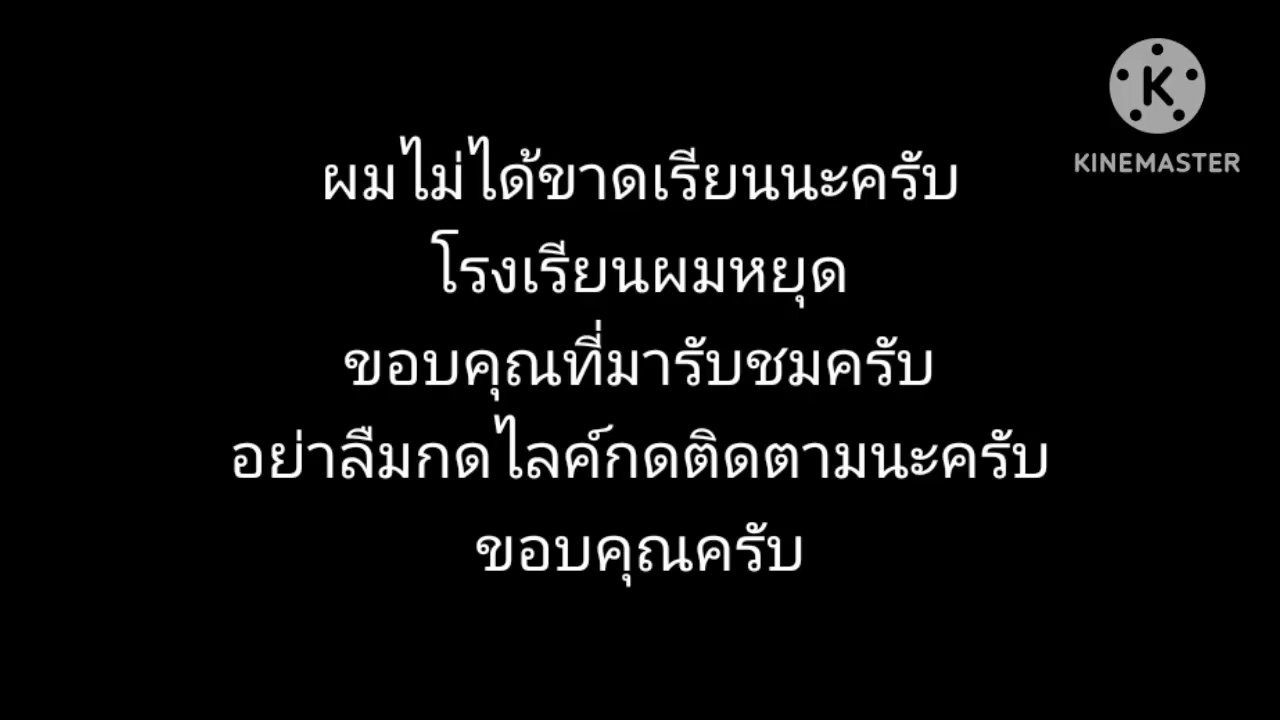 KINEMASTER
ผมไม่ได้ขาดเรียนนะครับ
โรงเรียนผมหยุด
ขอบคุณที่มารับชมครับ
อย่าลืมกดไลค์กดติดตามนะครับ
ขอบคุณครับ